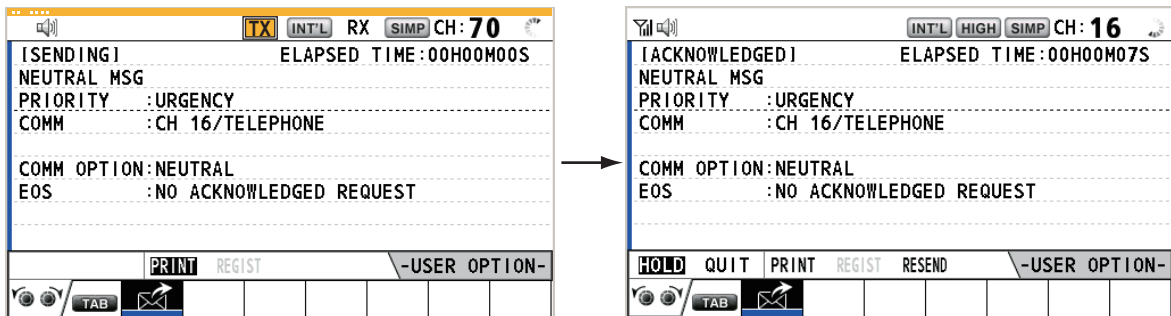 TX INT'L RX SIMP CH: 70
[SENDING] ELAPSED TIME:00H00M00S
NEUTRAL MSG
PRIORITY :URGENCY
COMM :CH 16/TELEPHONE
COMM OPTION:NEUTRAL
EOS :NO ACKNOWLEDGED REQUEST
PRINT REGIST -USER OPTION-
TAB
INT'L HIGH SIMP CH: 16
[ACKNOWLEDGED] ELAPSED TIME:00H00M07S
NEUTRAL MSG
PRIORITY :URGENCY
COMM :CH 16/TELEPHONE
COMM OPTION:NEUTRAL
EOS :NO ACKNOWLEDGED REQUEST
HOLD QUIT PRINT REGIST RESEND -USER OPTION-
TAB